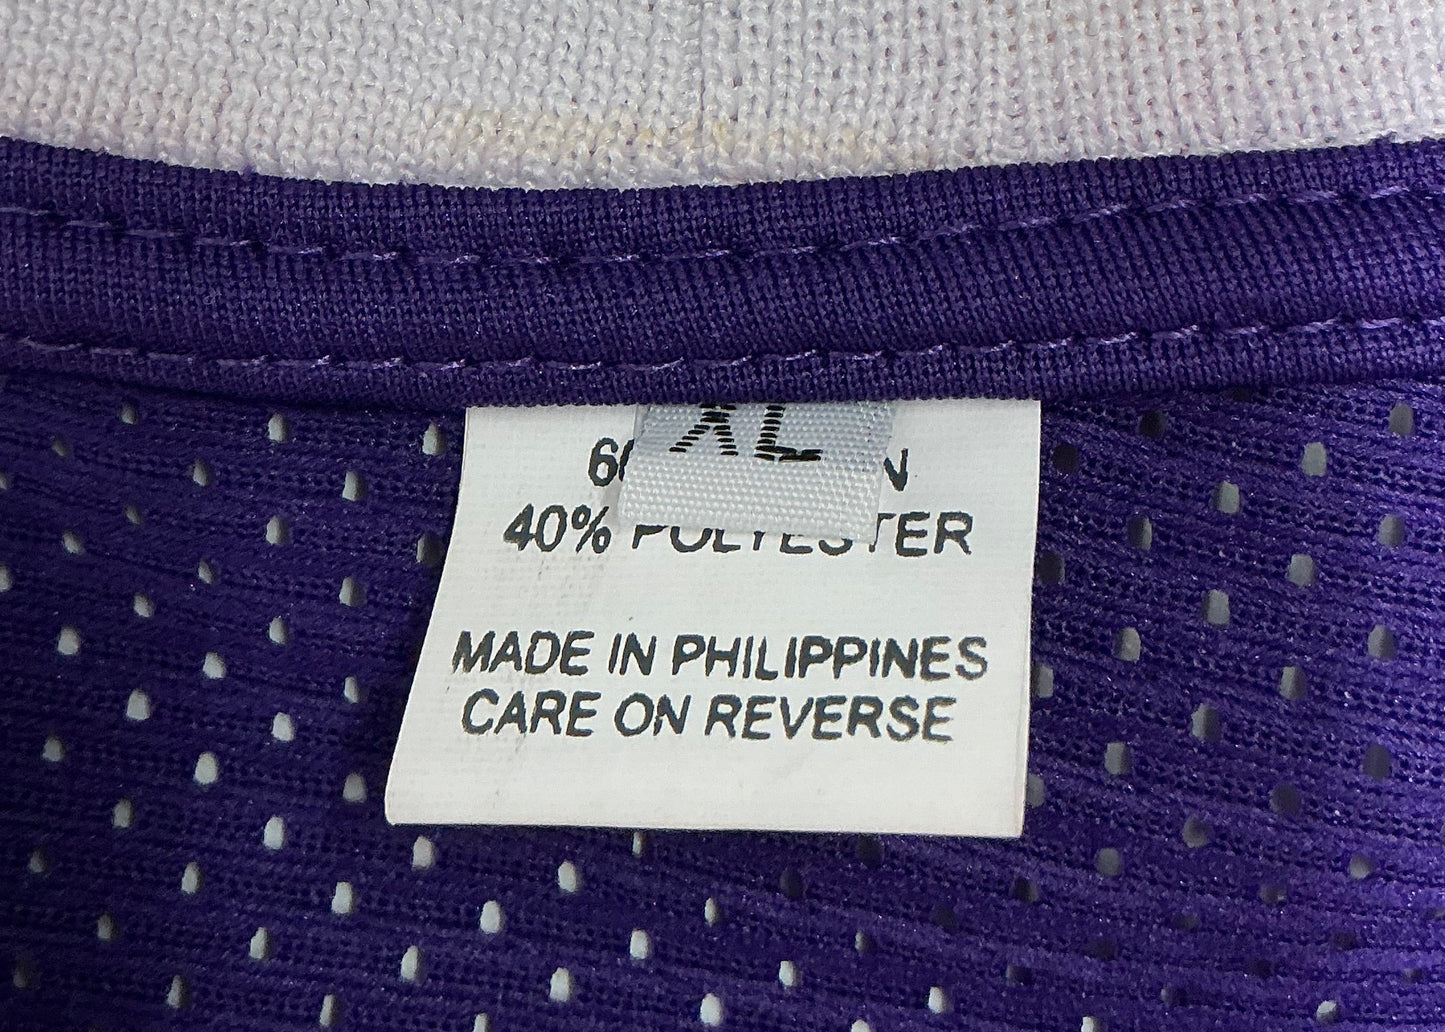 XL
40% POLYESTER
MADE IN PHILIPPINES
CARE ON REVERSE